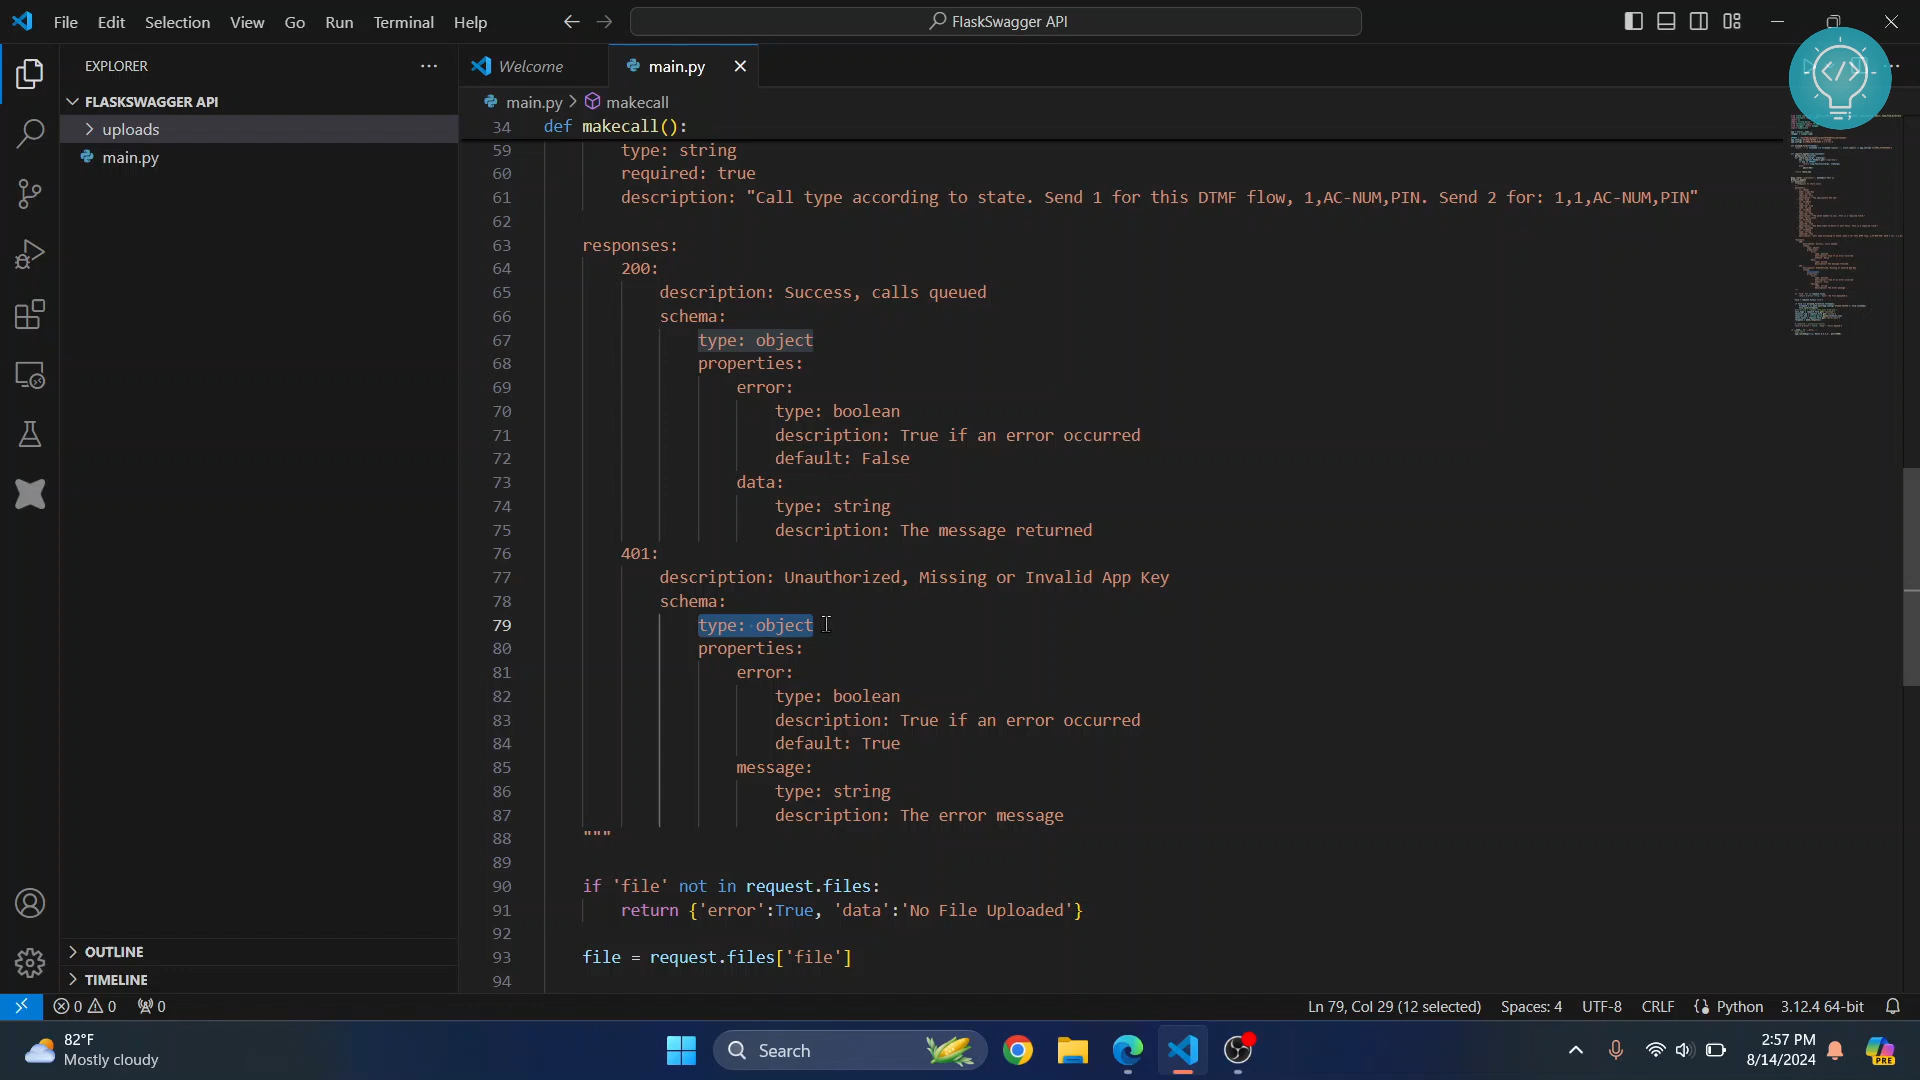 File Edit Selection View Go Run Terminal Help
FlaskSwagger API
EXPLORER
FLASKSWAGGER API
uploads
main.py
OUTLINE
TIMELINE
Welcome
main.py
main.py > makecall
34 def makecall():
59 type: string
60 required: true
61 description: "Call type according to state. Send 1 for this DTMF flow, 1,AC-NUM,PIN. Send 2 for: 1,1,AC-NUM,PIN"
62
63 responses:
64 200:
65 description: Success, calls queued
66 schema:
67 type: object
68 properties:
69 error:
70 type: boolean
71 description: True if an error occurred
72 default: False
73 data:
74 type: string
75 description: The message returned
76 401:
77 description: Unauthorized, Missing or Invalid App Key
78 schema:
79 type: object
80 properties:
81 error:
82 type: boolean
83 description: True if an error occurred
84 default: True
85 message:
86 type: string
87 description: The error message
88 """
89
90 if 'file' not in request.files:
91 return {'error':True, 'data':'No File Uploaded'}
92
93 file = request.files['file']
94
0 0 0
Ln 79, Col 29 (12 selected) Spaces: 4 UTF-8 CRLF Python 3.12.4 64-bit
82°F
Mostly cloudy
Search
2:57 PM
8/14/2024
PRE